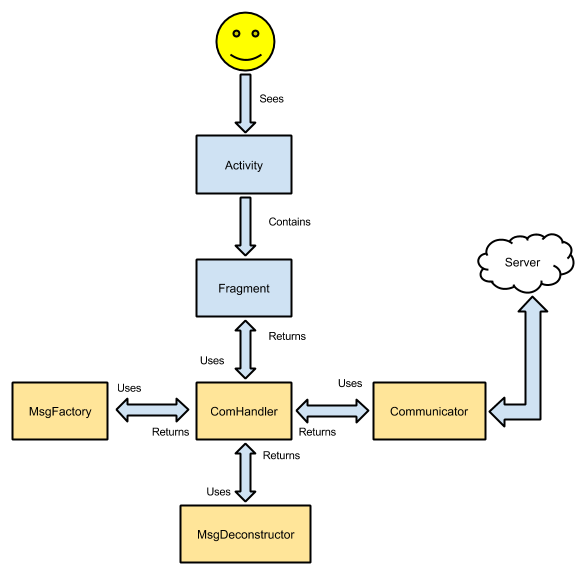 Sees
Activity
Contains
Server
Fragment
Returns
Uses
Uses
Uses
MsgFactory
ComHandler
Communicator
Returns
Returns
Returns
Uses
MsgDeconstructor